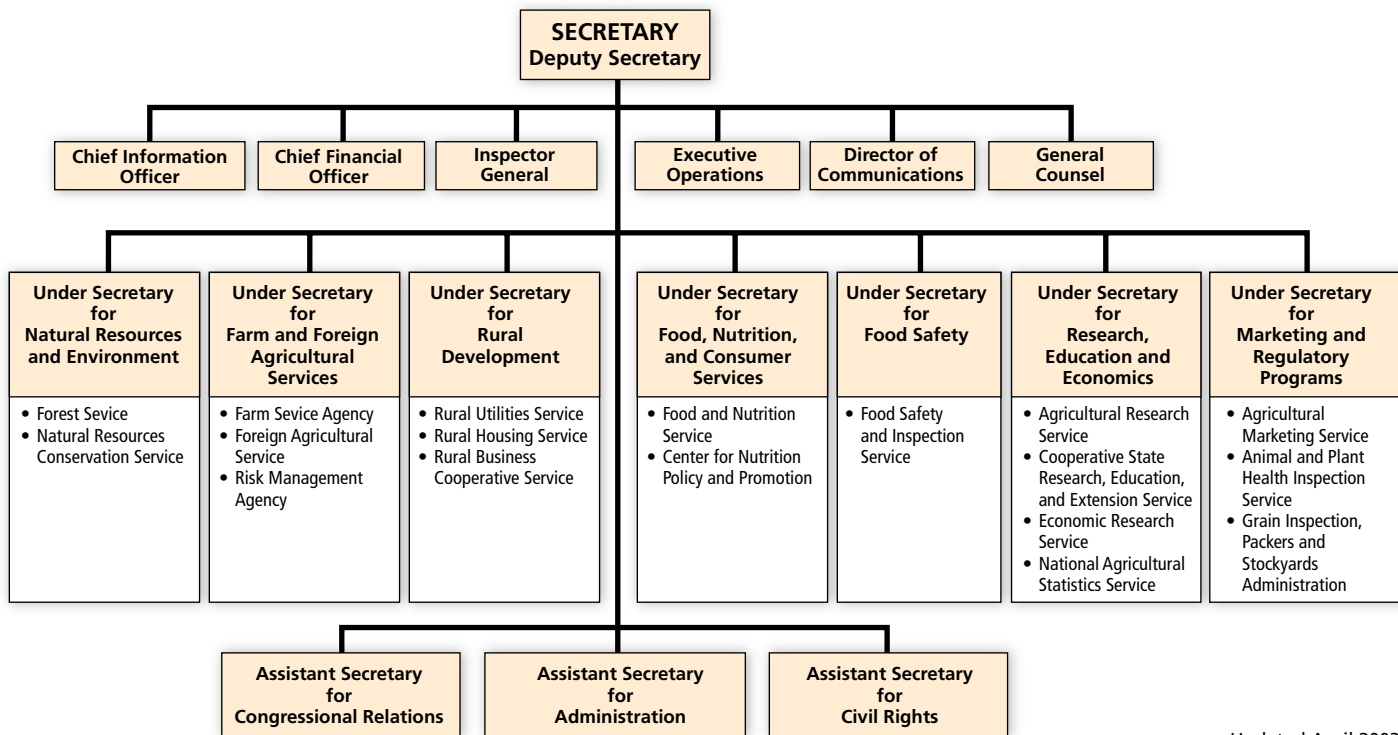 SECRETARY
Deputy Secretary
Chief Information
Officer
Chief Financial
Officer
Inspector
General
Executive
Operations
Director of
Communications
General
Counsel
Under Secretary
for
Natural Resources
and Environment
• Forest Sevice
• Natural Resources
Conservation Service
Under Secretary
for
Farm and Foreign
Agricultural
Services
• Farm Sevice Agency
• Foreign Agricultural
Service
• Risk Management
Agency
Under Secretary
for
Rural
Development
• Rural Utilities Service
• Rural Housing Service
• Rural Business
Cooperative Service
Under Secretary
for
Food, Nutrition,
and Consumer
Services
• Food and Nutrition
Service
• Center for Nutrition
Policy and Promotion
Under Secretary
for
Food Safety
• Food Safety
and Inspection
Service
Under Secretary
for
Research,
Education and
Economics
• Agricultural Research
Service
• Cooperative State
Research, Education,
and Extension Service
• Economic Research
Service
• National Agricultural
Statistics Service
Under Secretary
for
Marketing and
Regulatory
Programs
• Agricultural
Marketing Service
• Animal and Plant
Health Inspection
Service
• Grain Inspection,
Packers and
Stockyards
Administration
Assistant Secretary
for
Congressional Relations
Assistant Secretary
for
Administration
Assistant Secretary
for
Civil Rights
Updated April